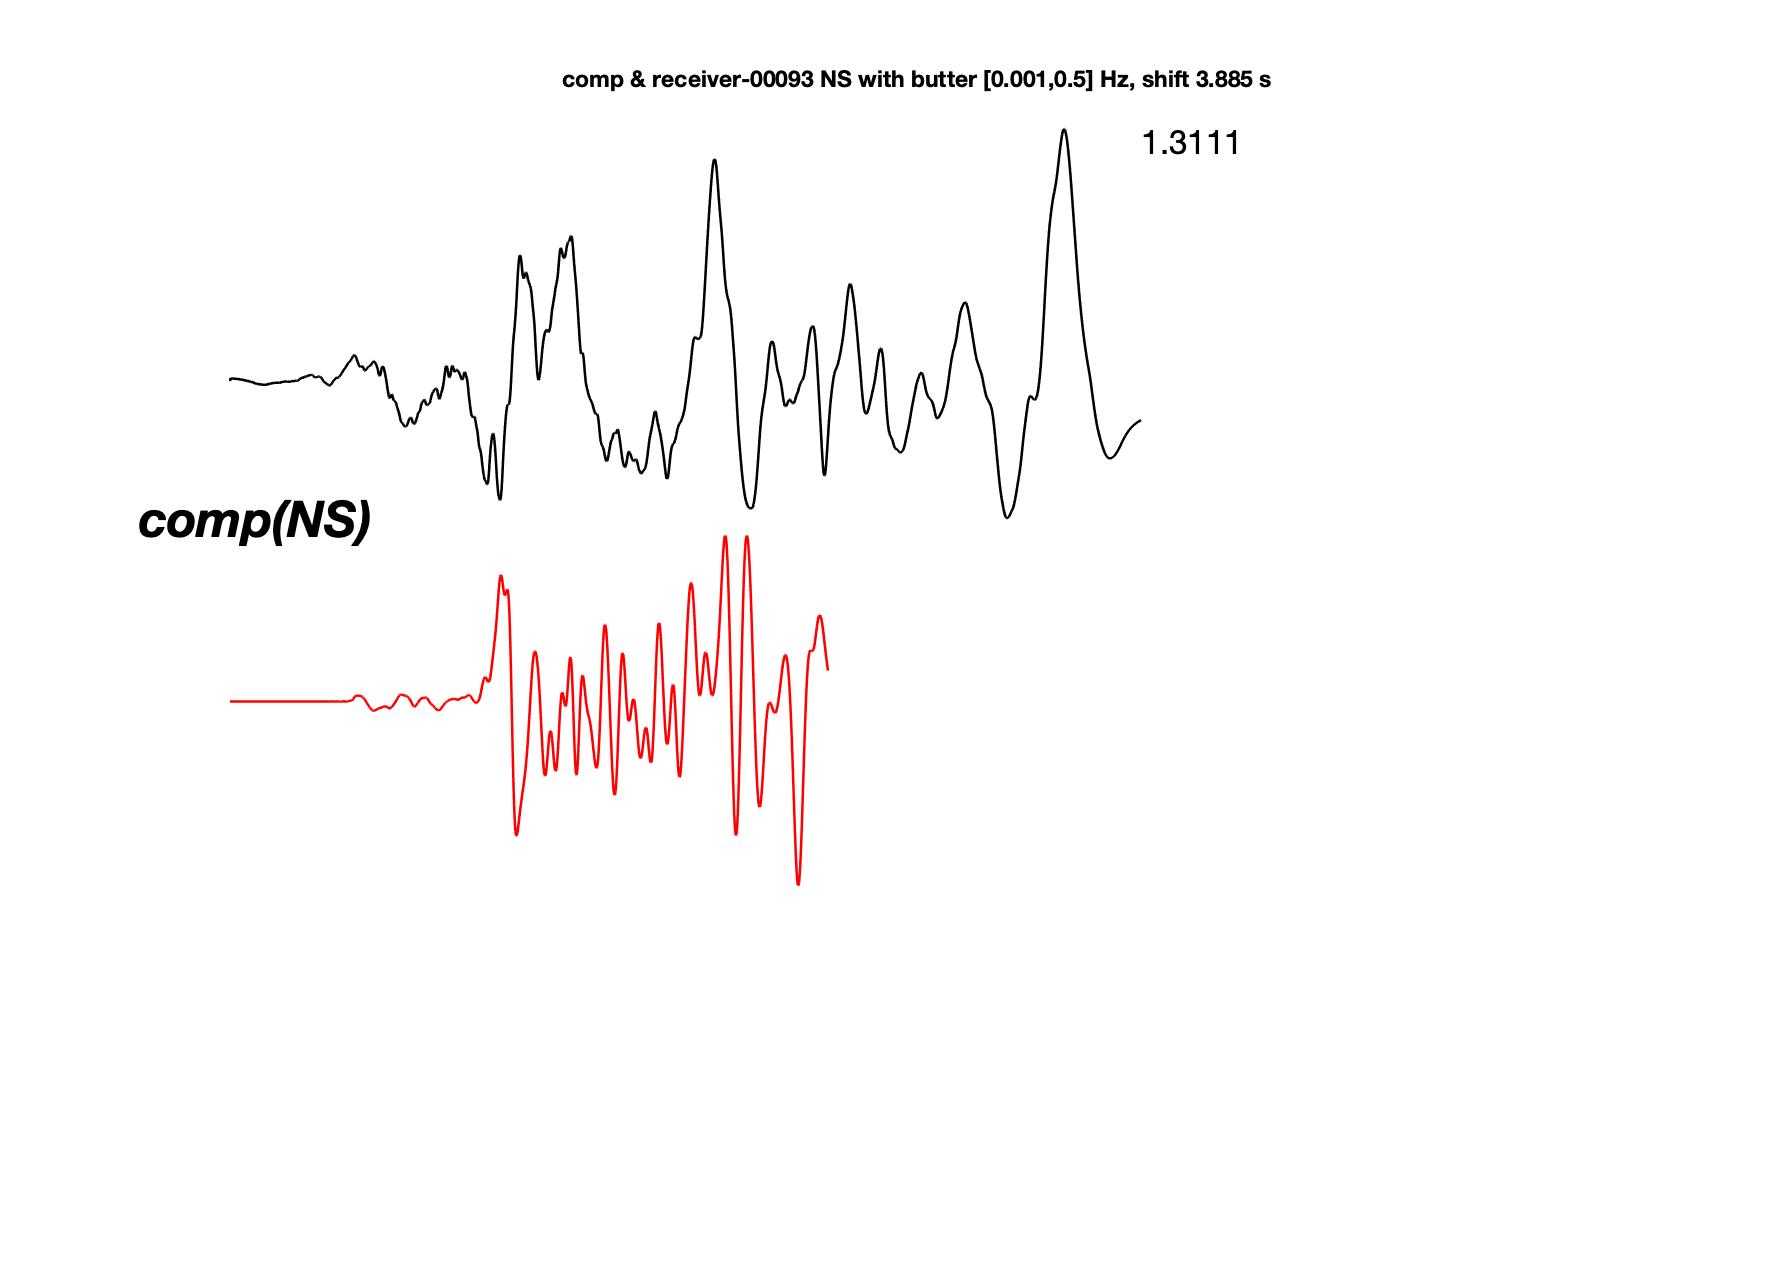 comp & receiver-00093 NS with butter [0.001,0.5] Hz, shift 3.885 s
1.3111
comp(NS)